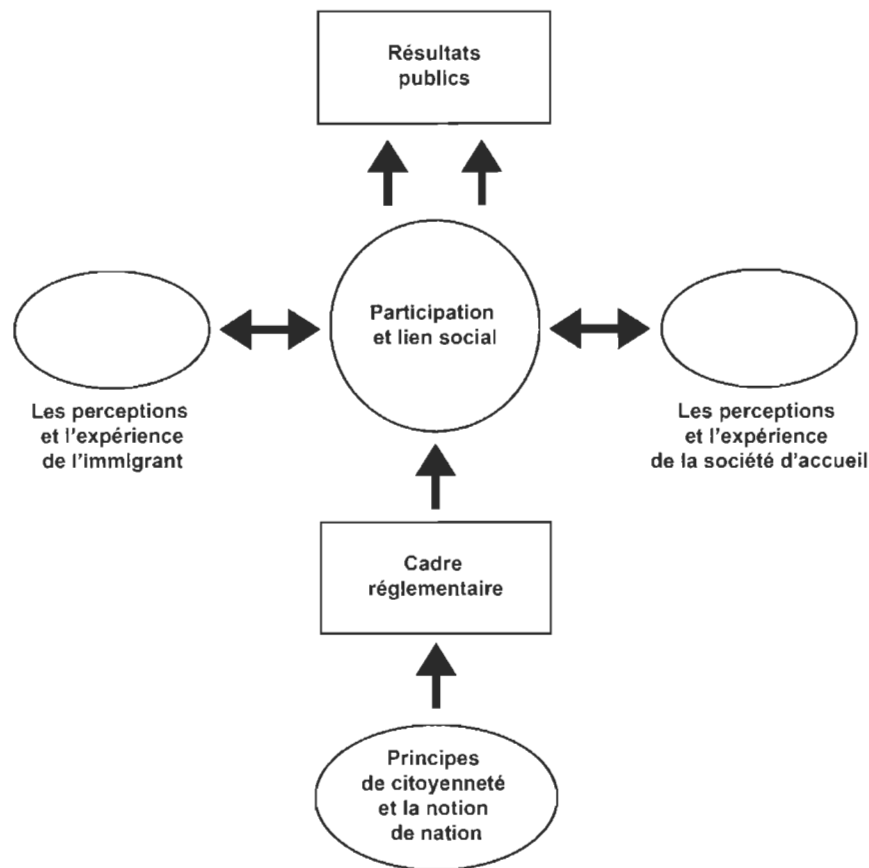 Résultats
publics
Participation
et lien social
Les perceptions
et l'expérience
de l'immigrant
Les perceptions
et l'expérience
de la société d'accueil
Cadre
réglementaire
Principes
de citoyenneté
et la notion
de nation